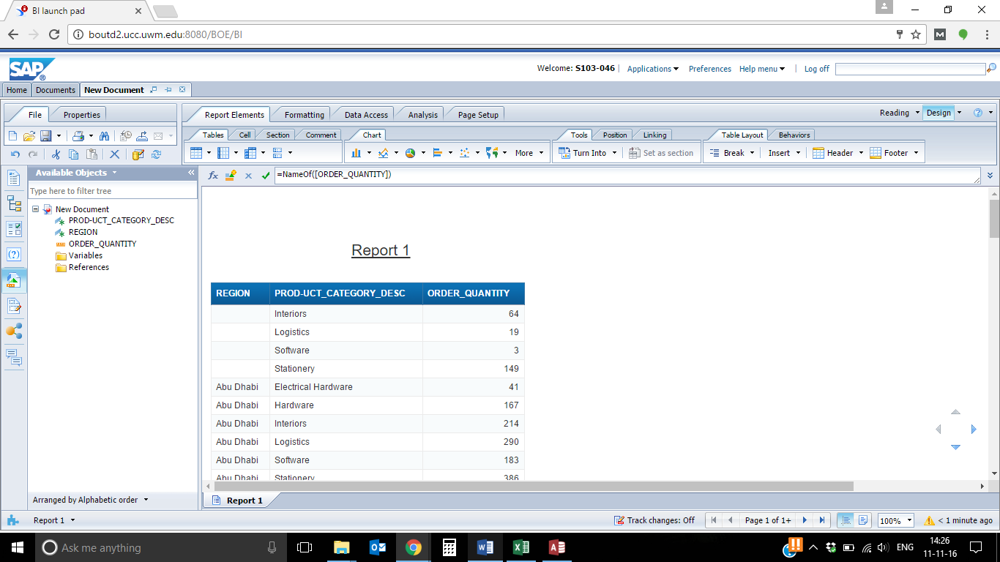 BI launch pad
boutd2.ucc.uwm.edu:8080/BOE/BI
SAP
Welcome: S103-046 | Applications Preferences Help menu | Log off
Home Documents New Document
File Properties Report Elements Formatting Data Access Analysis Page Setup Reading Design
Tables Cell Section Comment Chart Tools Position Linking Table Layout Behaviors
More Turn Into Set as section Break Insert Header Footer
Available Objects
=NameOf([ORDER_QUANTITY])
Type here to filter tree
New Document
PROD-UCT_CATEGORY_DESC
REGION
ORDER_QUANTITY
Variables
References
Report 1
REGION PROD-UCT_CATEGORY_DESC ORDER_QUANTITY
Interiors 64
Logistics 19
Software 3
Stationery 149
Abu Dhabi Electrical Hardware 41
Abu Dhabi Hardware 167
Abu Dhabi Interiors 214
Abu Dhabi Logistics 290
Abu Dhabi Software 183
Abu Dhabi Stationery 386
Arranged by Alphabetic order
Report 1
Report 1 Track changes: Off Page 1 of 1+ 100% < 1 minute ago
Ask me anything
ENG
14:26
11-11-16